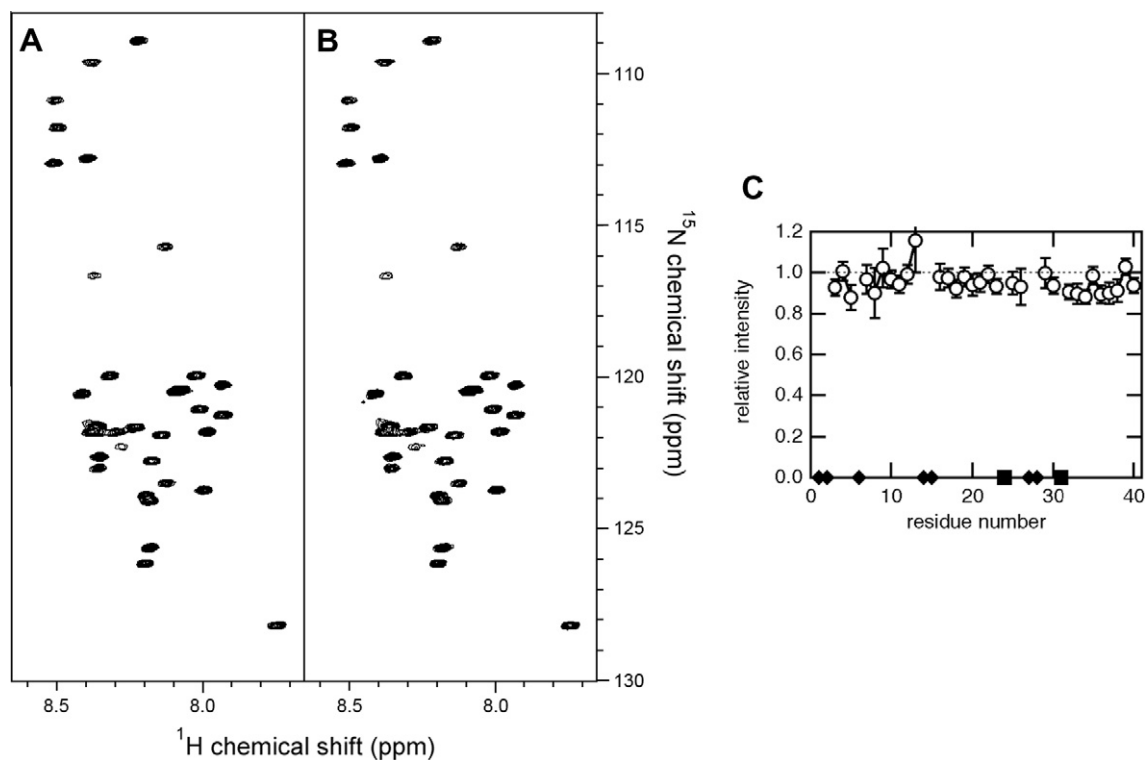 A
B
110
115
120
125
130
¹⁵N chemical shift (ppm)
8.5 8.0 8.5 8.0
¹H chemical shift (ppm)
C
1.2
1.0
0.8
0.6
0.4
0.2
0.0
relative intensity
0 10 20 30 40
residue number